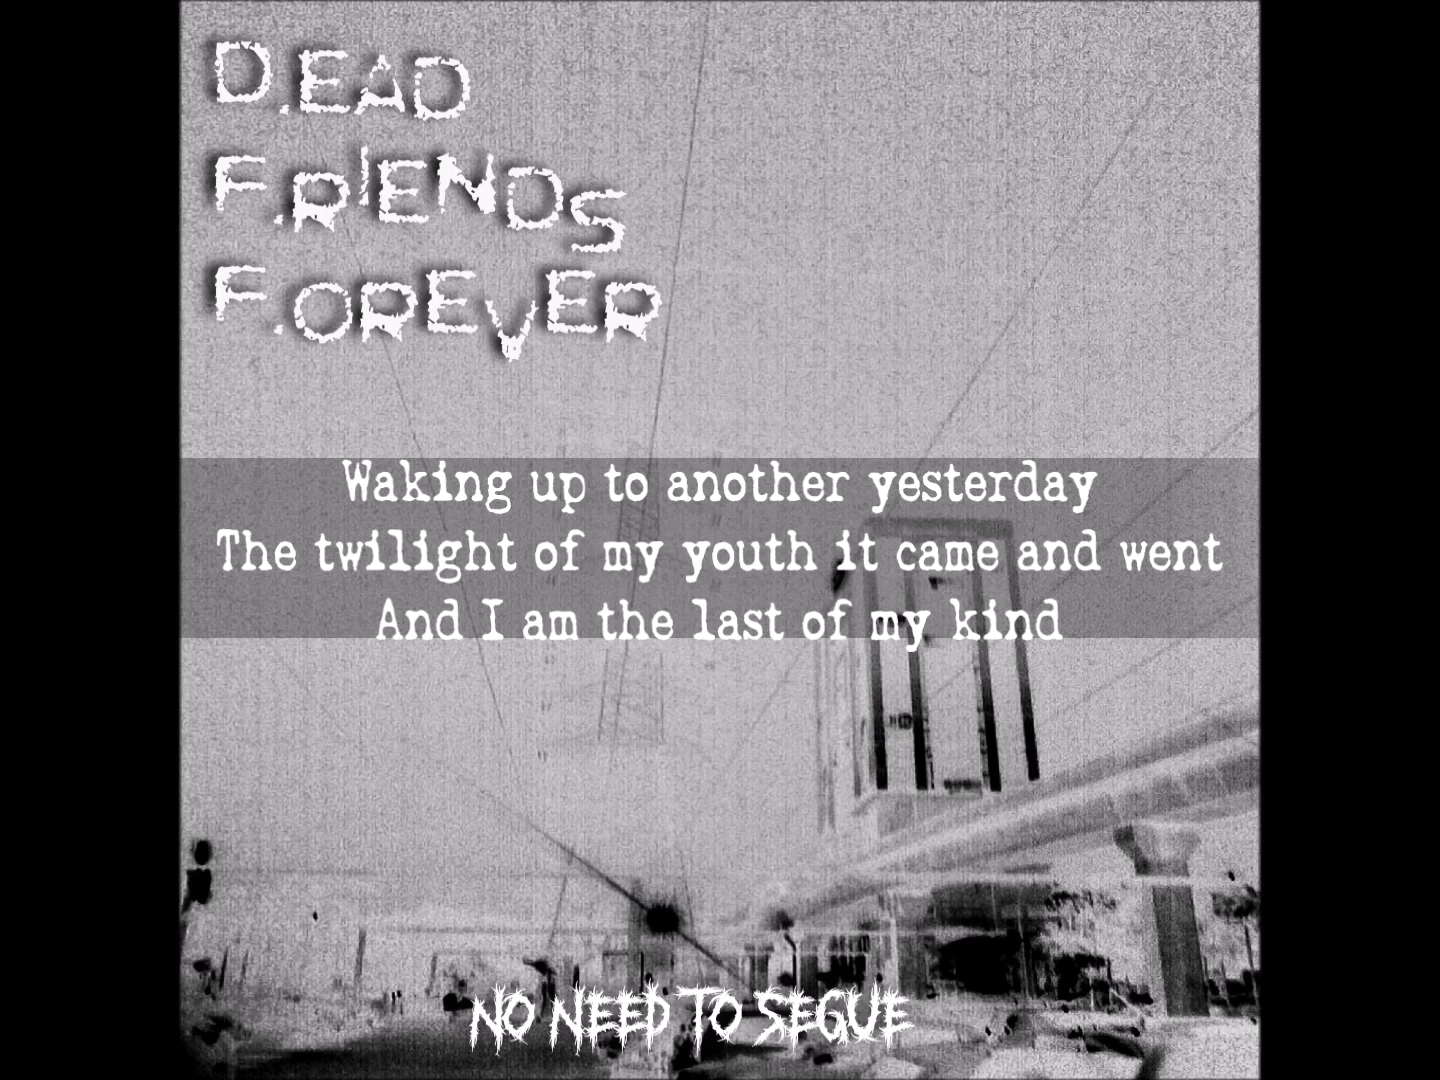 D.EAD
F.RIENDS
F.OREVER
Waking up to another yesterday
The twilight of my youth it came and went
And I am the last of my kind
NO NEED TO SEGUE